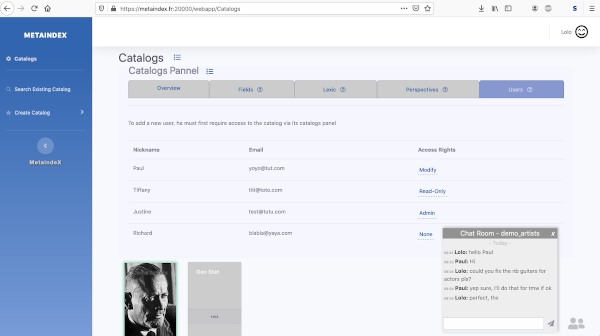 https://metaindex.fr:20000/webapp/Catalogs
METAINDEX
Lolo
Catalogs
Search Existing Catalog
Create Catalog
MetaindeX
Catalogs
Catalogs Pannel
Overview
Fields
Lexic
Perspectives
Users
To add a new user, he must first require access to the catalog via its catalogs panel
Nickname Email Access Rights
Paul yoyo@tut.com Modify
Tiffany titi@toto.com Read-Only
Justine test@tutu.com Admin
Richard blabla@yaya.com None
Chat Room - demo_artists x
- Today -
Lolo: hello Paul
Paul: Hi
Lolo: could you fix the nb guitars for
actors pls?
Paul: yep sure, i'll do that for tmw if ok
Lolo: perfect, thx